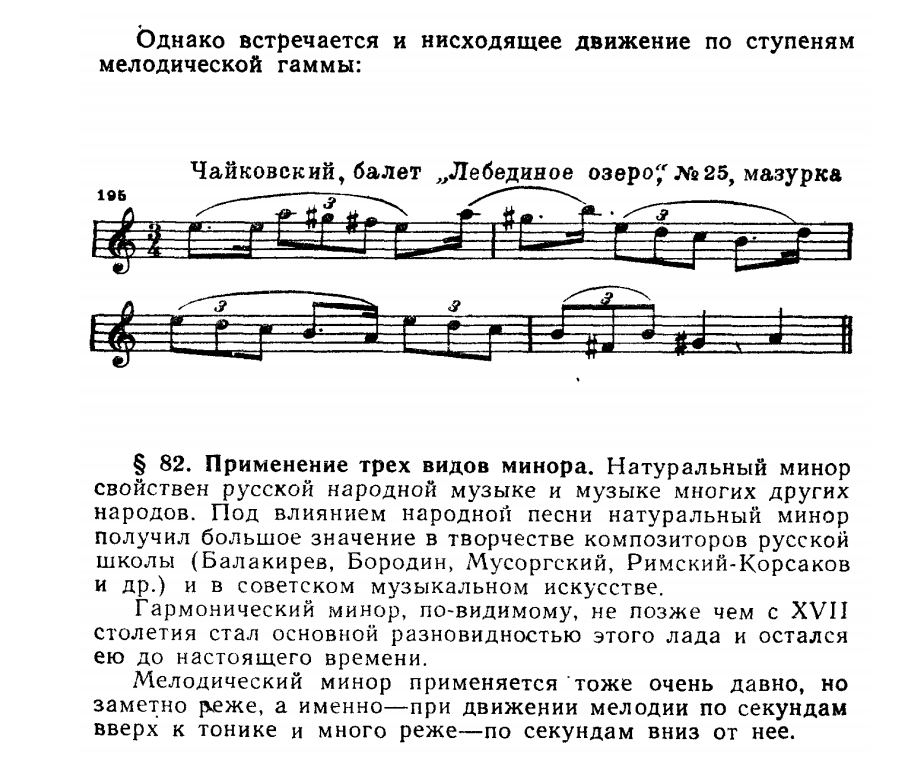 Однако встречается и нисходящее движение по ступеням
мелодической гаммы:
Чайковский, балет „Лебединое озеро“, №25, мазурка
195
3
3
3
4
3
3
3
§ 82. Применение трех видов минора. Натуральный минор
свойствен русской народной музыке и музыке многих других
народов. Под влиянием народной песни натуральный минор
получил большое значение в творчестве композиторов русской
школы (Балакирев, Бородин, Мусоргский, Римский-Корсаков
и др.) и в советском музыкальном искусстве.
Гармонический минор, по-видимому, не позже чем с XVII
столетия стал основной разновидностью этого лада и остался
ею до настоящего времени.
Мелодический минор применяется тоже очень давно, но
заметно реже, а именно—при движении мелодии по секундам
вверх к тонике и много реже—по секундам вниз от нее.